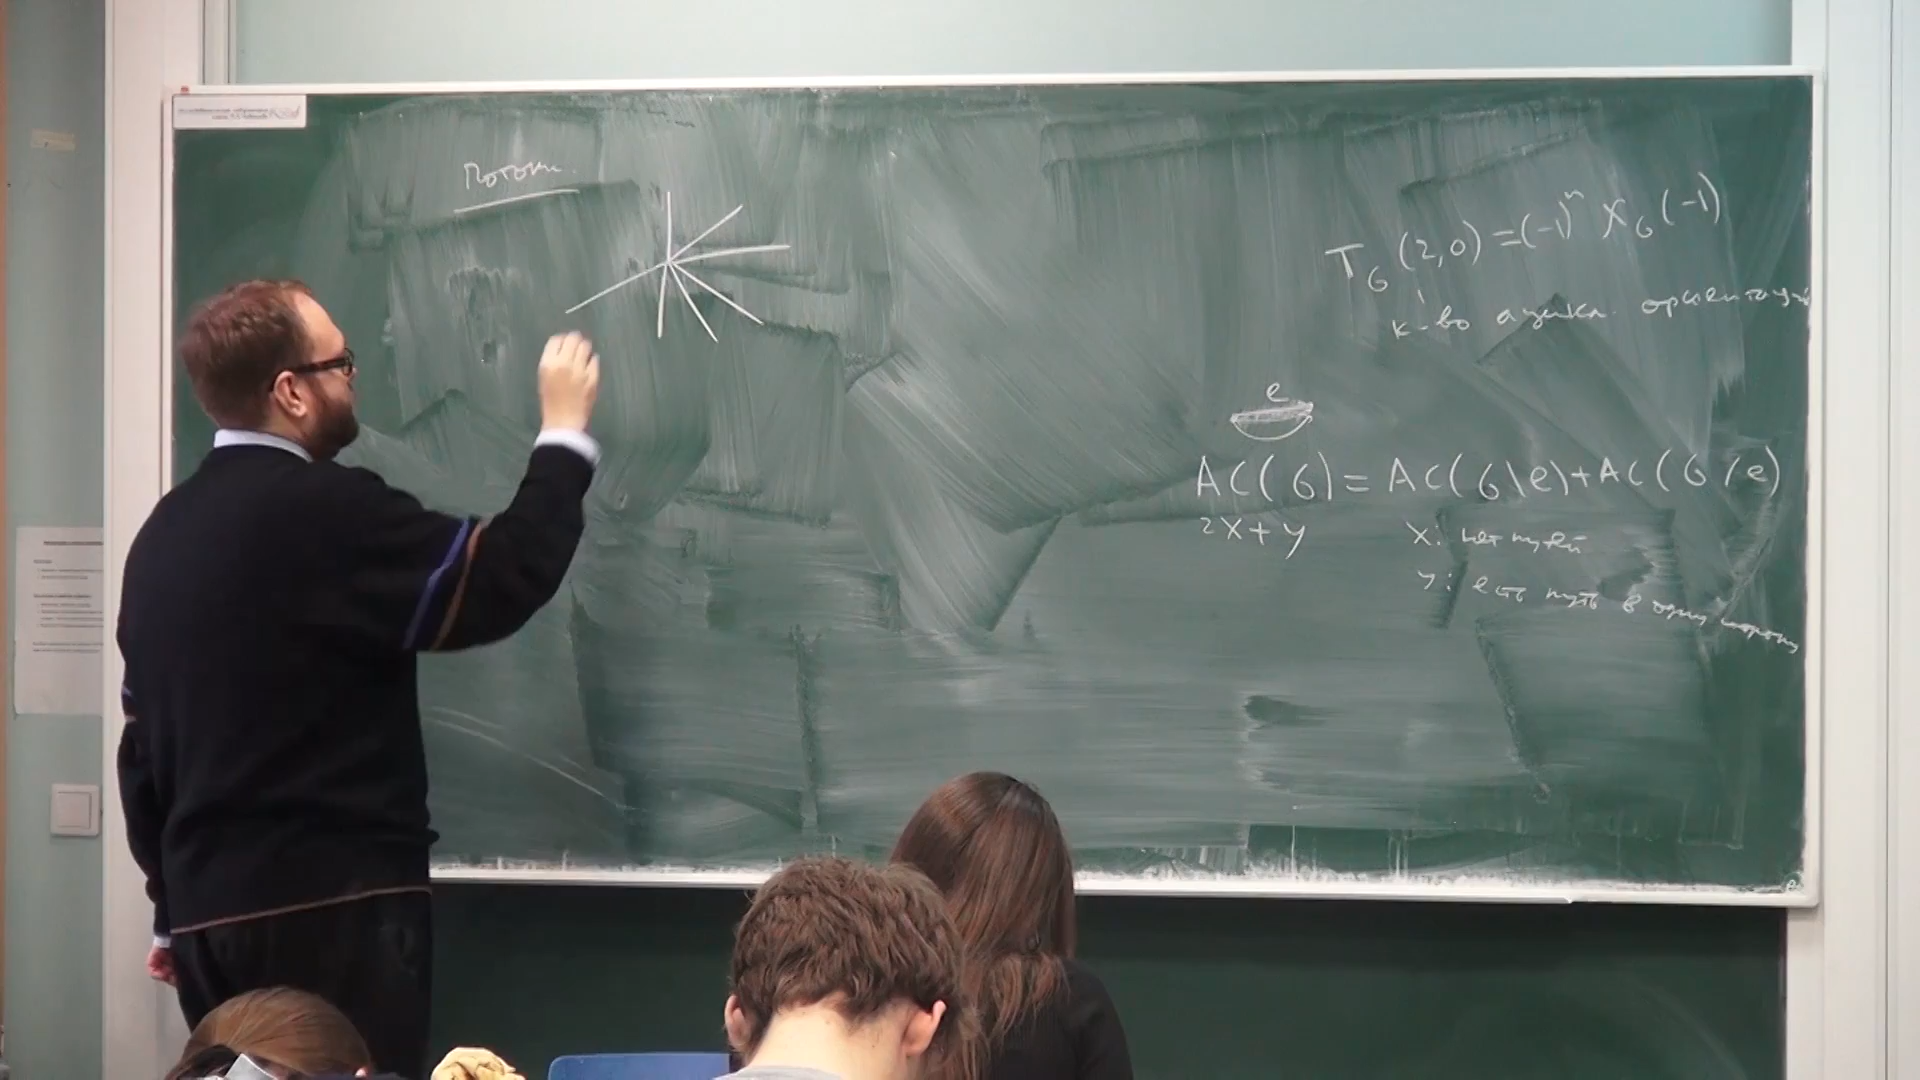 Потоки.
T_G (2,0) = (-1)^n χ_G (-1)
к-во ацикл. ориентаций
e
AC(G) = AC(G\e) + AC(G/e)
2x+y
x: нет путей
y: есть путь в одну сторону